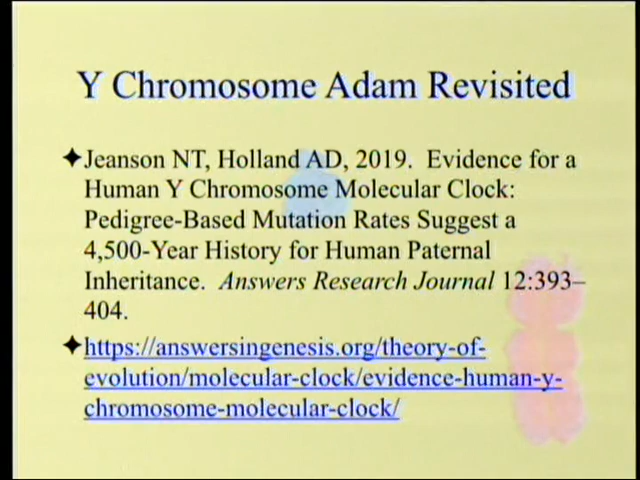 Y Chromosome Adam Revisited
Jeanson NT, Holland AD, 2019. Evidence for a
Human Y Chromosome Molecular Clock:
Pedigree-Based Mutation Rates Suggest a
4,500-Year History for Human Paternal
Inheritance. Answers Research Journal 12:393–
404.
https://answersingenesis.org/theory-of-
evolution/molecular-clock/evidence-human-y-
chromosome-molecular-clock/